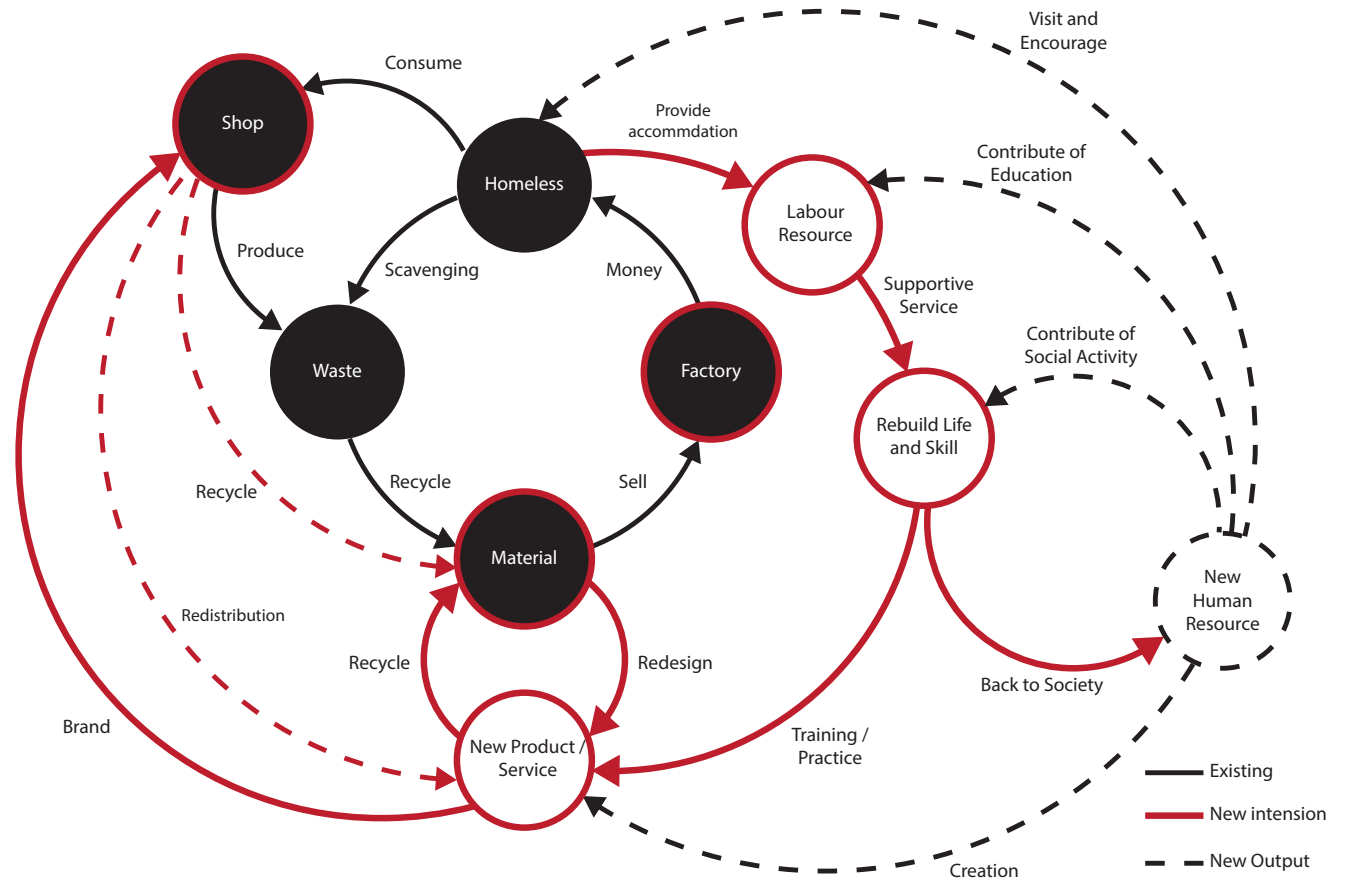 Visit and
Encourage
Consume
Shop
Provide
accommdation
Homeless
Contribute of
Education
Labour
Resource
Produce
Scavenging
Money
Supportive
Service
Contribute of
Social Activity
Waste
Factory
Rebuild Life
and Skill
Recycle
Recycle
Sell
Material
New
Human
Resource
Redistribution
Recycle
Redesign
Back to Society
Brand
New Product /
Service
Training /
Practice
Existing
New intension
New Output
Creation